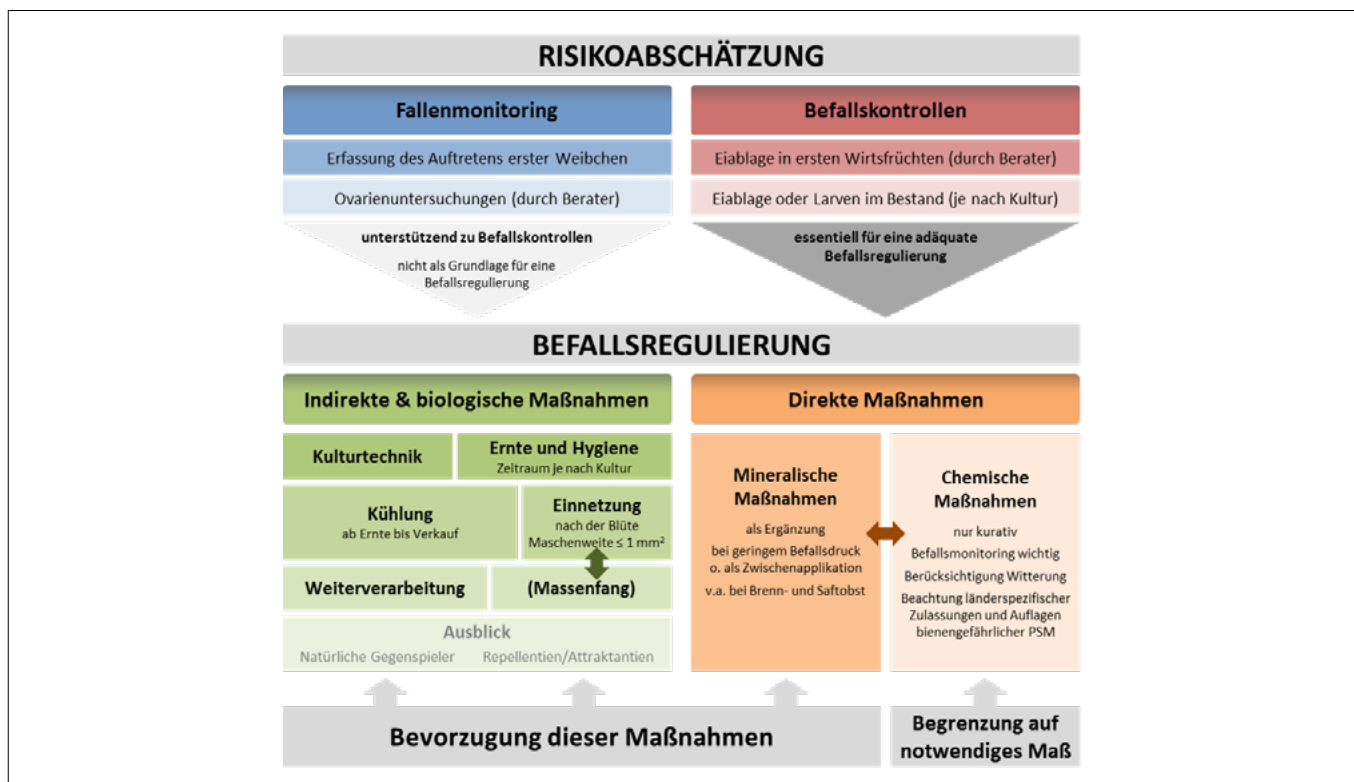 RISIKOABSCHÄTZUNG
Fallenmonitoring
Erfassung des Auftretens erster Weibchen
Ovarienuntersuchungen (durch Berater)
unterstützend zu Befallskontrollen
nicht als Grundlage für eine
Befallsregulierung
Befallskontrollen
Eiablage in ersten Wirtsfrüchten (durch Berater)
Eiablage oder Larven im Bestand (je nach Kultur)
essentiell für eine adäquate
Befallsregulierung
BEFALLSREGULIERUNG
Indirekte & biologische Maßnahmen
Kulturtechnik
Ernte und Hygiene
Zeitraum je nach Kultur
Kühlung
ab Ernte bis Verkauf
Einnetzung
nach der Blüte
Maschenweite ≤ 1 mm²
Weiterverarbeitung
(Massenfang)
Ausblick
Natürliche Gegenspieler
Repellentien/Attraktantien
Direkte Maßnahmen
Mineralische
Maßnahmen
als Ergänzung
bei geringem Befallsdruck
o. als Zwischenapplikation
v.a. bei Brenn- und Saftobst
Chemische
Maßnahmen
nur kurativ
Befallsmonitoring wichtig
Berücksichtigung Witterung
Beachtung länderspezifischer
Zulassungen und Auflagen
bienengefährlicher PSM
Bevorzugung dieser Maßnahmen
Begrenzung auf
notwendiges Maß